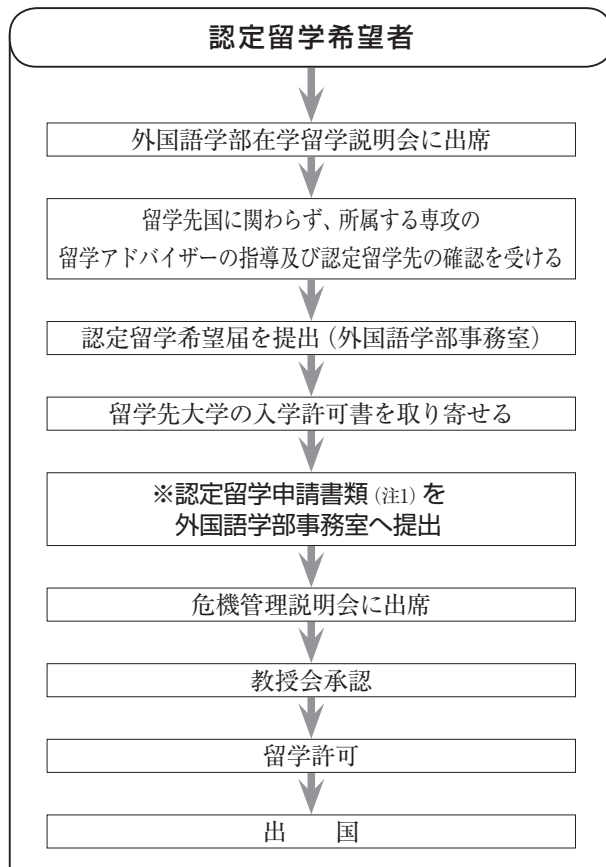 認定留学希望者
外国語学部在学留学説明会に出席
留学先国に関わらず、所属する専攻の
留学アドバイザーの指導及び認定留学先の確認を受ける
認定留学希望届を提出(外国語学部事務室)
留学先大学の入学許可書を取り寄せる
※認定留学申請書類(注1)を
外国語学部事務室へ提出
危機管理説明会に出席
教授会承認
留学許可
出　　国